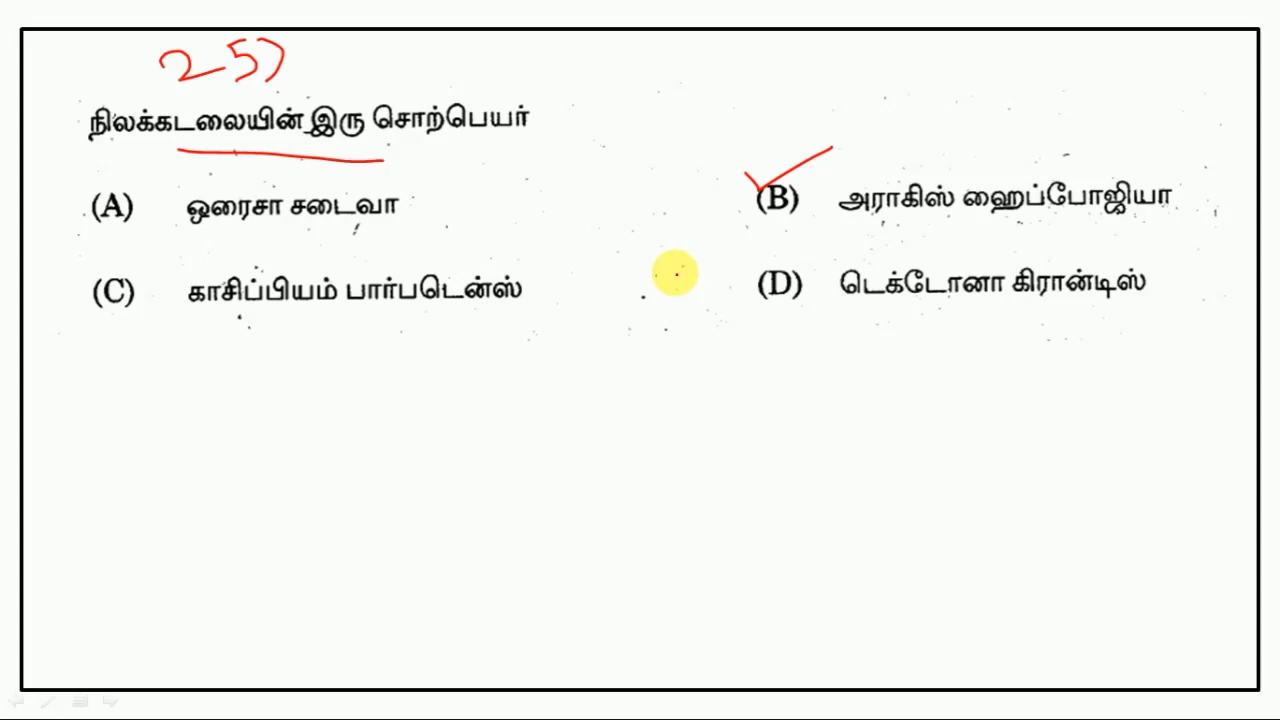 257
நிலக்கடலையின் இரு சொற்பெயர்
(A) ஒரைசா சடைவா
(B) அராகிஸ் ஹைப்போஜியா
(C) காசிப்பியம் பார்படென்ஸ்
(D) டெக்டோனா கிரான்டிஸ்